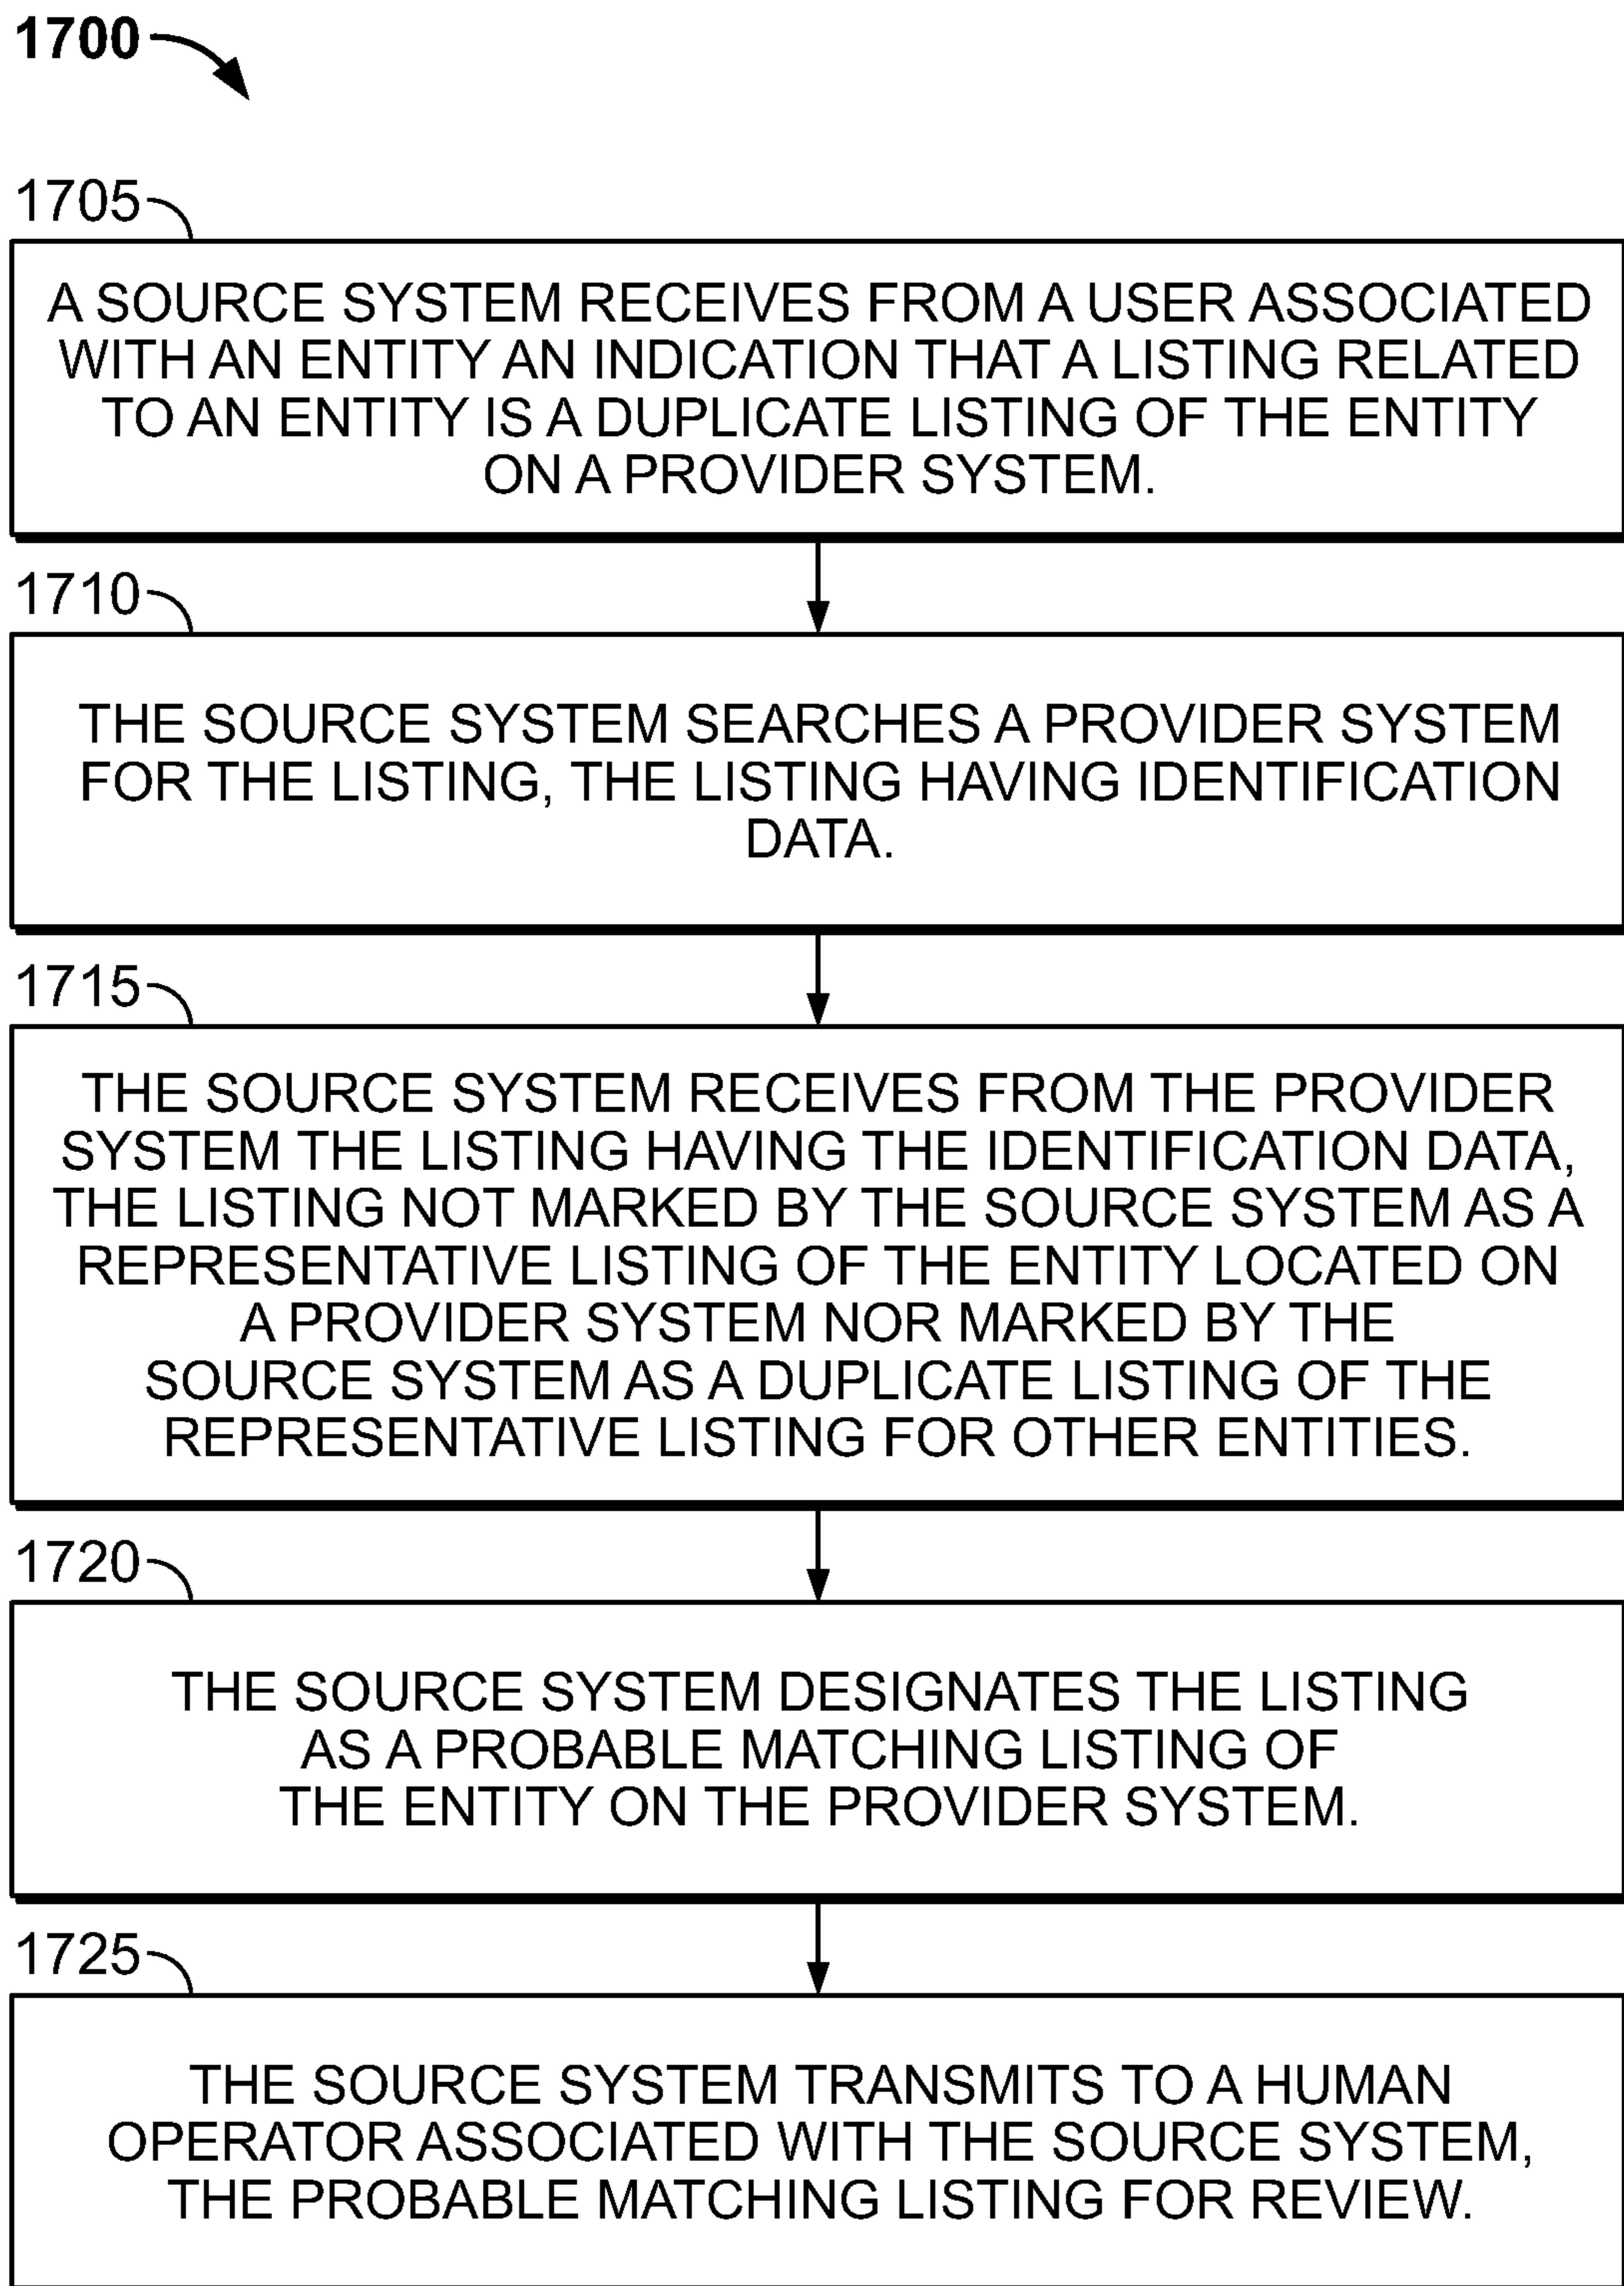 1700
1705
A SOURCE SYSTEM RECEIVES FROM A USER ASSOCIATED
WITH AN ENTITY AN INDICATION THAT A LISTING RELATED
TO AN ENTITY IS A DUPLICATE LISTING OF THE ENTITY
ON A PROVIDER SYSTEM.
1710
THE SOURCE SYSTEM SEARCHES A PROVIDER SYSTEM
FOR THE LISTING, THE LISTING HAVING IDENTIFICATION
DATA.
1715
THE SOURCE SYSTEM RECEIVES FROM THE PROVIDER
SYSTEM THE LISTING HAVING THE IDENTIFICATION DATA,
THE LISTING NOT MARKED BY THE SOURCE SYSTEM AS A
REPRESENTATIVE LISTING OF THE ENTITY LOCATED ON
A PROVIDER SYSTEM NOR MARKED BY THE
SOURCE SYSTEM AS A DUPLICATE LISTING OF THE
REPRESENTATIVE LISTING FOR OTHER ENTITIES.
1720
THE SOURCE SYSTEM DESIGNATES THE LISTING
AS A PROBABLE MATCHING LISTING OF
THE ENTITY ON THE PROVIDER SYSTEM.
1725
THE SOURCE SYSTEM TRANSMITS TO A HUMAN
OPERATOR ASSOCIATED WITH THE SOURCE SYSTEM,
THE PROBABLE MATCHING LISTING FOR REVIEW.